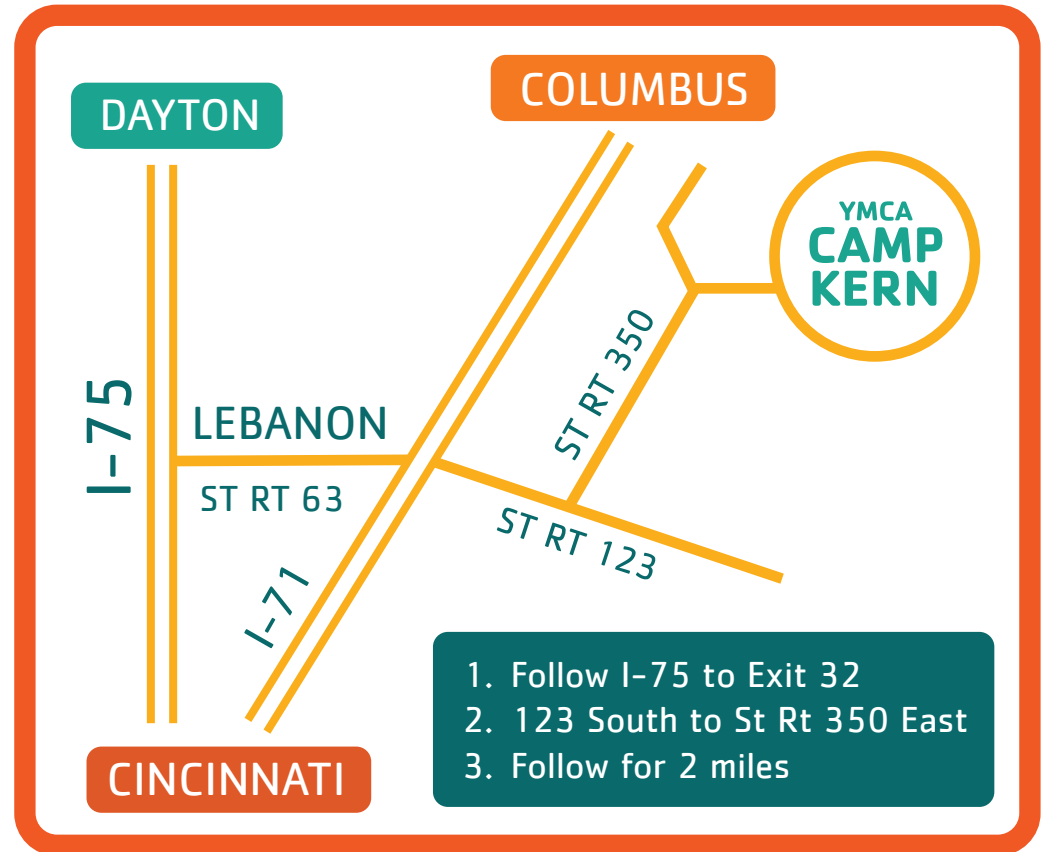 DAYTON
COLUMBUS
YMCA
CAMP
KERN
I-75
LEBANON
ST RT 63
ST RT 350
ST RT 123
I-71
1. Follow I-75 to Exit 32
2. 123 South to St Rt 350 East
3. Follow for 2 miles
CINCINNATI